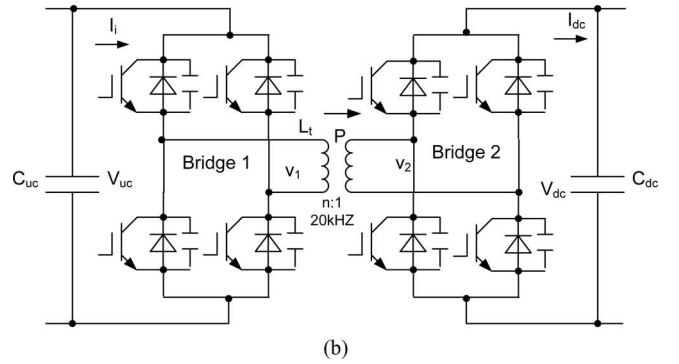 I_i
I_dc
L_t
P
Bridge 1
Bridge 2
C_uc
V_uc
v_1
v_2
V_dc
C_dc
n:1
20kHZ
(b)